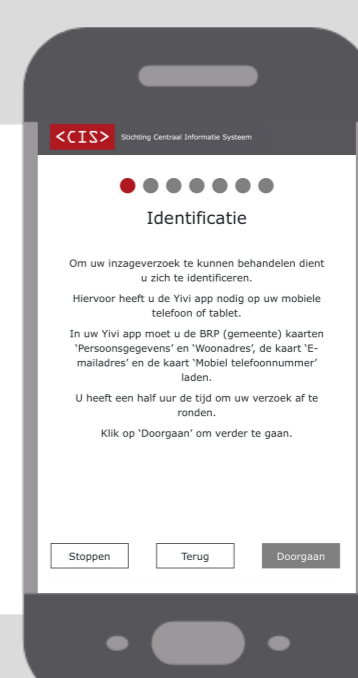 <CIS> Stichting Centraal Informatie Systeem
Identificatie
Om uw inzageverzoek te kunnen behandelen dient
u zich te identificeren.
Hiervoor heeft u de Yivi app nodig op uw mobiele
telefoon of tablet.
In uw Yivi app moet u de BRP (gemeente) kaarten
‘Persoonsgegevens’ en ‘Woonadres’, de kaart ‘E-
mailadres’ en de kaart ‘Mobiel telefoonnummer’
laden.
U heeft een half uur de tijd om uw verzoek af te
ronden.
Klik op ‘Doorgaan’ om verder te gaan.
Stoppen Terug Doorgaan